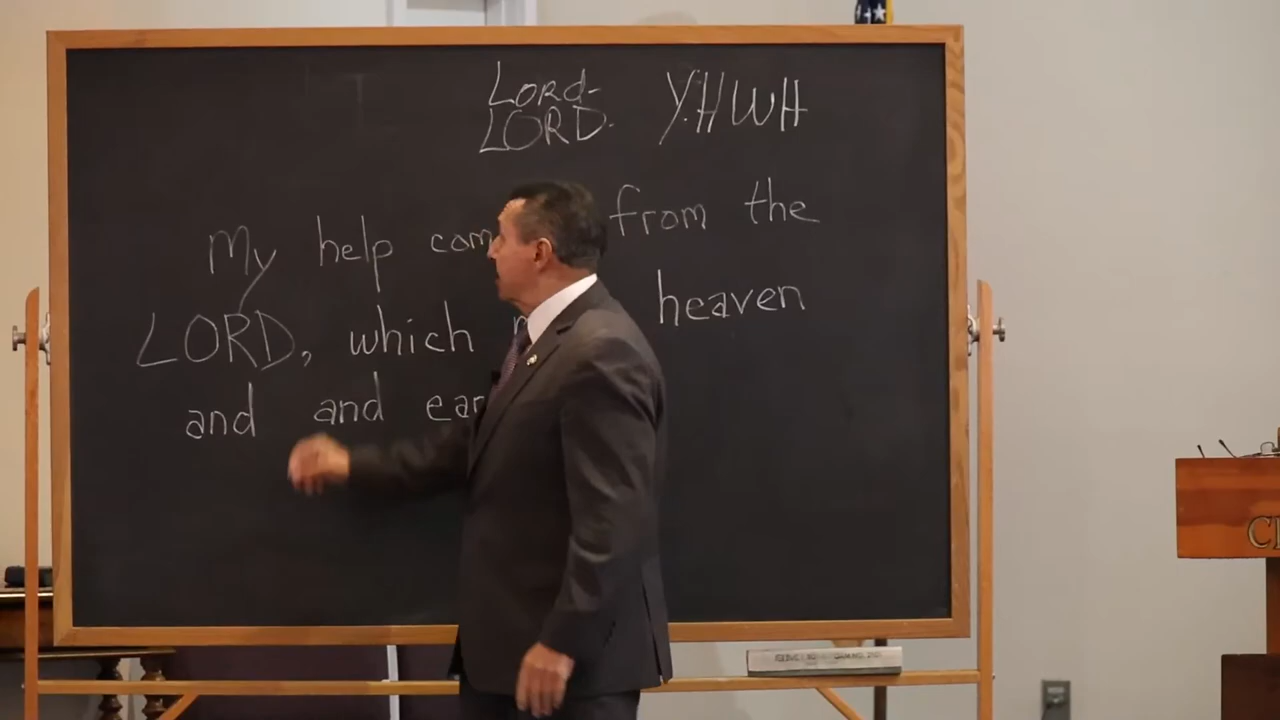 Lord-
LORD. YHWH
My help com from the
LORD, which heaven
and and ear